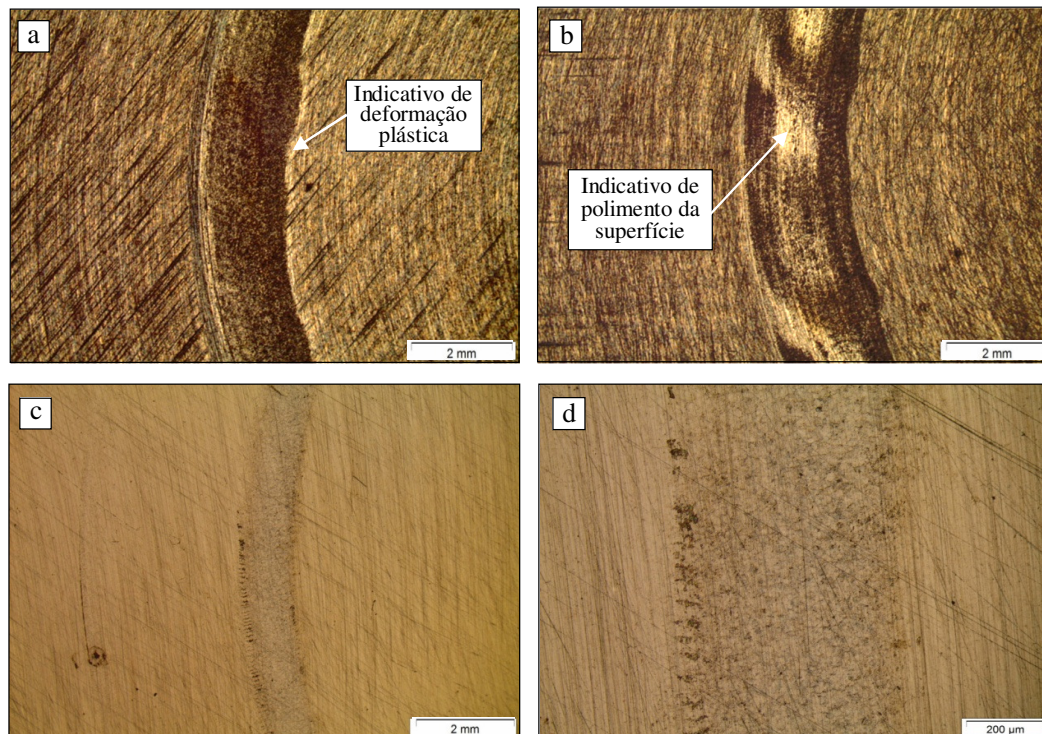 a
Indicativo de
deformação
plástica
2 mm
b
Indicativo de
polimento da
superfície
2 mm
c
2 mm
d
200 µm